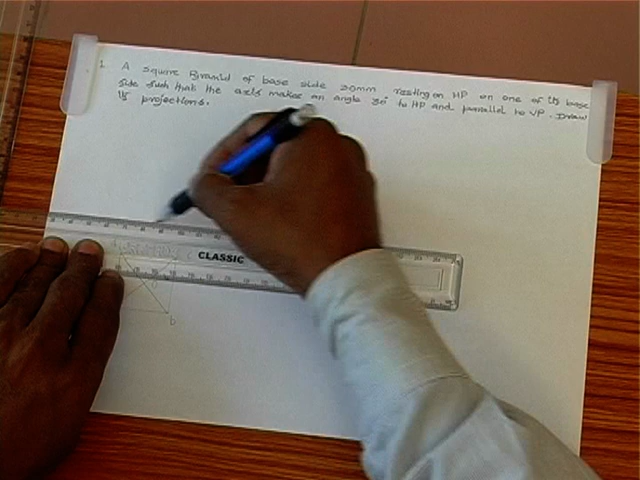 1. A Square Pyramid of base side 30mm resting on HP on one of its base
side such that the axis makes an angle 30° to HP and parallel to VP. Draw
its projections.
CLASSIC
b